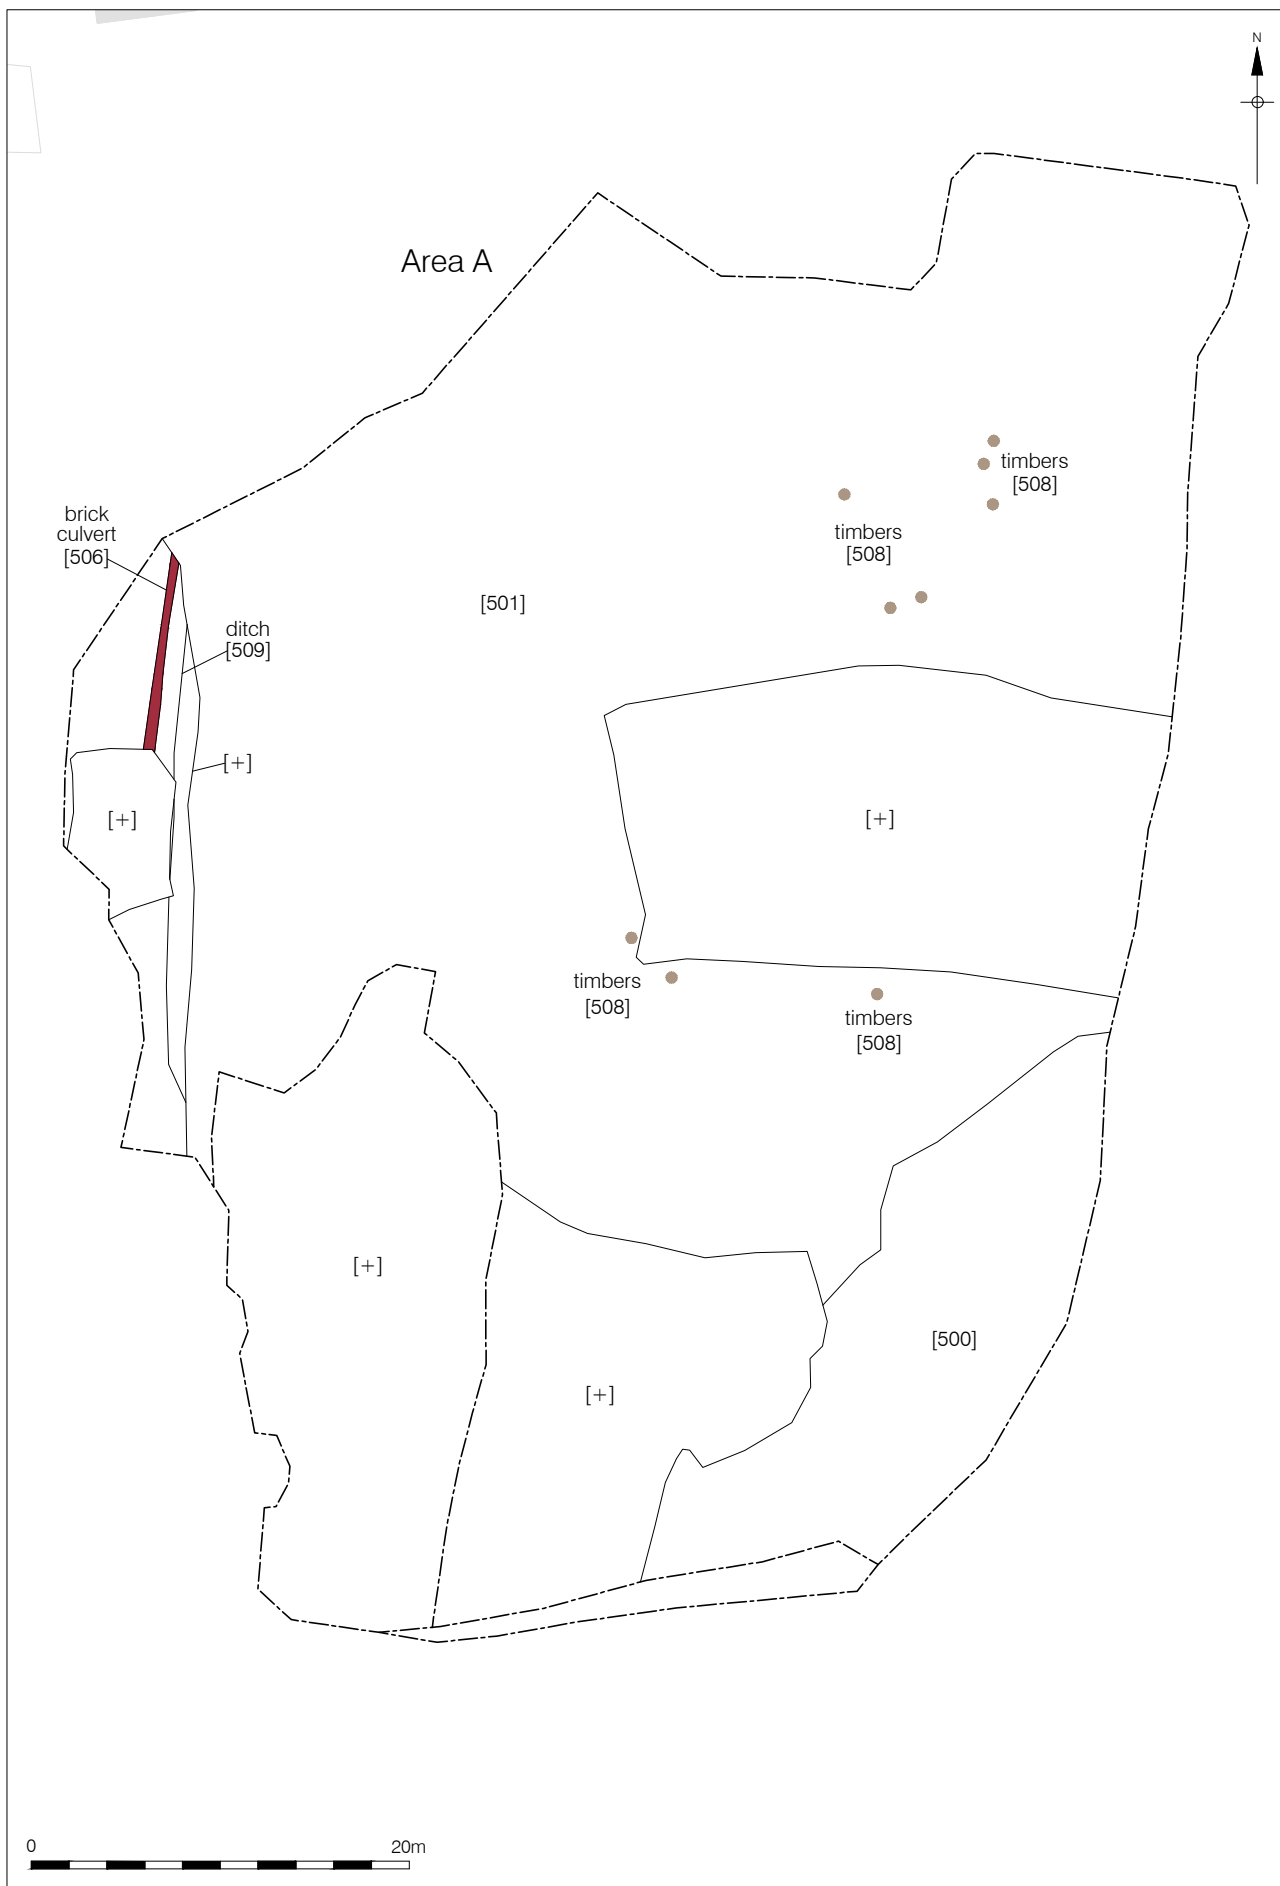 N
Area A
timbers
[508]
brick
culvert
[506]
timbers
[508]
[501]
ditch
[509]
[+]
[+]
[+]
timbers
[508]
timbers
[508]
[+]
[500]
[+]
0 20m